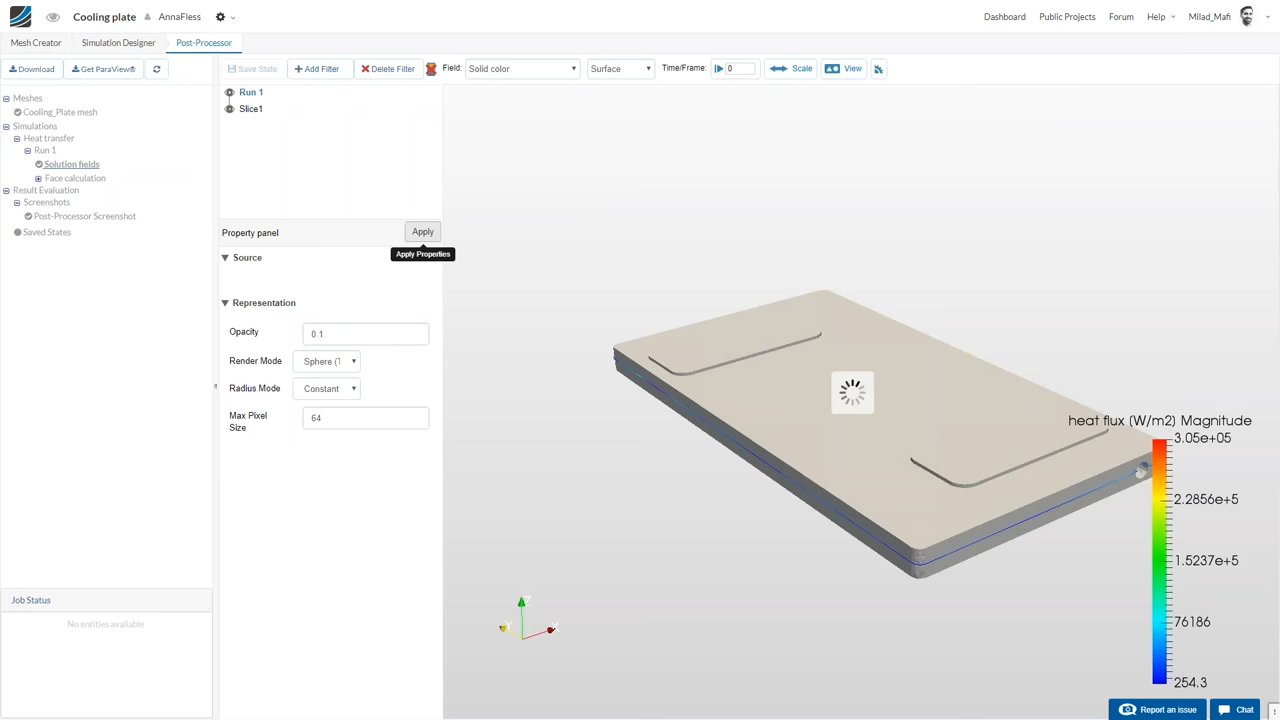 Cooling plate AnnaFless
Dashboard Public Projects Forum Help Milad_Mafi
Mesh Creator Simulation Designer Post-Processor
Download Get ParaView® Save State Add Filter Delete Filter Field: Solid color Surface Time/Frame: 0 Scale View
Meshes
Cooling_Plate mesh
Simulations
Heat transfer
Run 1
Solution fields
Face calculation
Result Evaluation
Screenshots
Post-Processor Screenshot
Saved States
Run 1
Slice1
Property panel Apply
Apply Properties
Source
Representation
Opacity 0.1
Render Mode Sphere (T
Radius Mode Constant
Max Pixel Size 64
heat flux (W/m2) Magnitude
3.05e+05
2.2856e+5
1.5237e+5
76186
254.3
Z
Y
X
Job Status
No entities available
Report an issue Chat